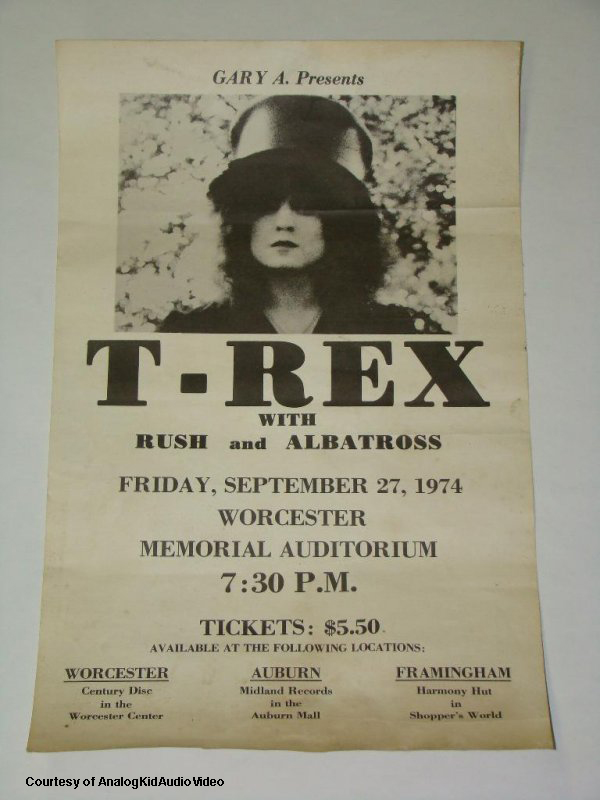 GARY A. Presents
T-REX
WITH
RUSH and ALBATROSS
FRIDAY, SEPTEMBER 27, 1974
WORCESTER
MEMORIAL AUDITORIUM
7:30 P.M.
TICKETS: $5.50
AVAILABLE AT THE FOLLOWING LOCATIONS:
WORCESTER
Century Disc
in the
Worcester Center
AUBURN
Midland Records
in the
Auburn Mall
FRAMINGHAM
Harmony Hut
in
Shopper's World
Courtesy of AnalogKidAudioVideo